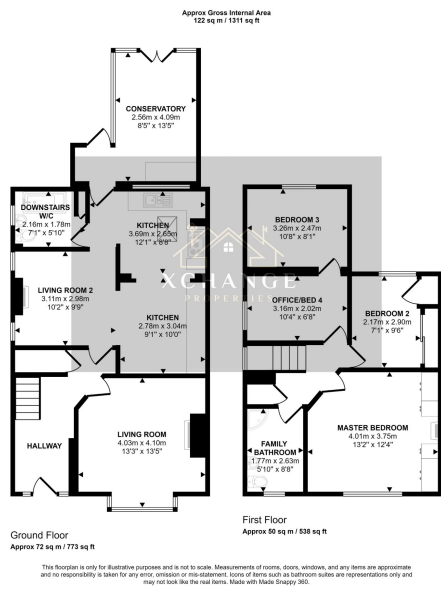 Approx Gross Internal Area
122 sq m / 1311 sq ft
CONSERVATORY
2.56m x 4.09m
8'5" x 13'5"
DOWNSTAIRS
W/C
2.16m x 1.78m
7'1" x 5'10"
KITCHEN
3.69m x 2.65m
12'1" x 8'8"
BEDROOM 3
3.26m x 2.47m
10'8" x 8'1"
XCHANGE
PROPERTIES
LIVING ROOM 2
3.11m x 2.98m
10'2" x 9'9"
KITCHEN
2.78m x 3.04m
9'1" x 10'0"
OFFICE/BED 4
3.16m x 2.02m
10'4" x 6'8"
BEDROOM 2
2.17m x 2.90m
7'1" x 9'6"
HALLWAY
LIVING ROOM
4.03m x 4.10m
13'3" x 13'5"
FAMILY
BATHROOM
1.77m x 2.63m
5'10" x 8'8"
MASTER BEDROOM
4.01m x 3.75m
13'2" x 12'4"
Ground Floor
Approx 72 sq m / 773 sq ft
First Floor
Approx 50 sq m / 538 sq ft
This floorplan is only for illustrative purposes and is not to scale. Measurements of rooms, doors, windows, and any items are approximate
and no responsibility is taken for any error, omission or mis-statement. Icons of items such as bathroom suites are representations only and
may not look like the real items. Made with Made Snappy 360.